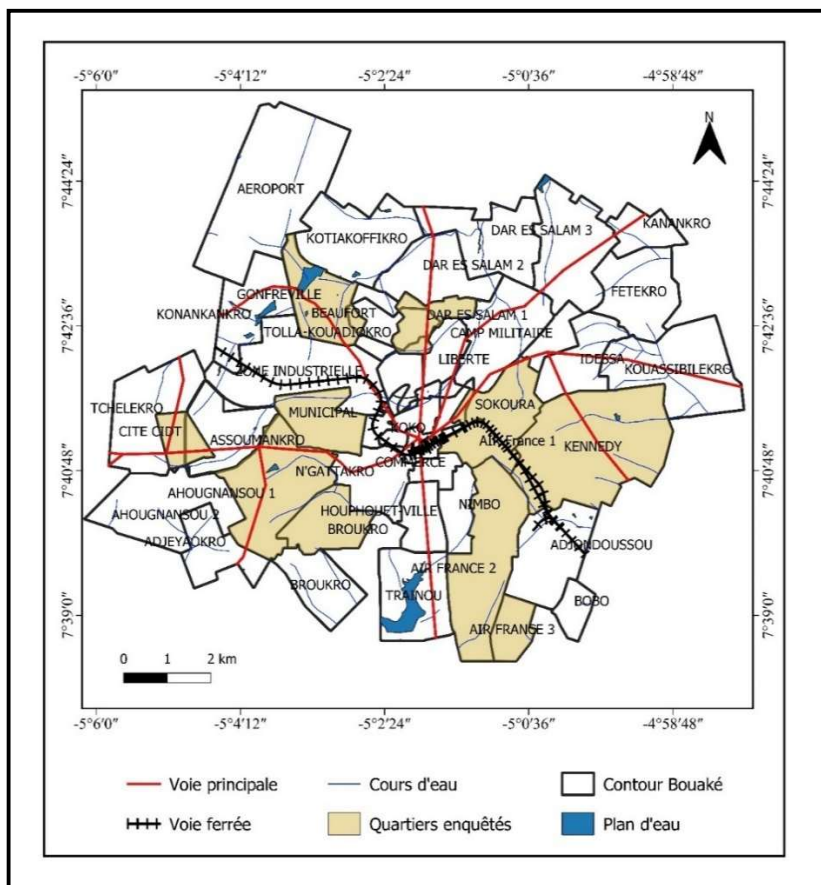 -5°6'0" -5°4'12" -5°2'24" -5°0'36" -4°58'48"
N
7°44'24" 7°44'24"
AEROPORT
KOTIAKOFFIKRO
DAR ES SALAM 3
KANANKRO
DAR ES SALAM 2
FETEKRO
GONFREVILLE
KONANKANKRO
BEAUFORT
DAR ES SALAM 1
7°42'36" 7°42'36"
TOLLA-KOUADIOKRO
CAMP MILITAIRE
LIBERTE
IDESSA
KOUASSIBILEKRO
ZONE INDUSTRIELLE
TCHELEKRO
MUNICIPAL
SOKOURA
CITE CIDT
ASSOUMANKRO
KOKO
AIR France 1
KENNEDY
7°40'48" 7°40'48"
N'GATTAKRO
COMMERCE
AHOUGNANSOU 1
AHOUGNANSOU 2
HOUPHOUET-VILLE
NIMBO
BROUKRO
ADJEYAOKRO
ADJONDOUSSOU
AIR FRANCE 2
BROUKRO
TRAINOU
BOBO
7°39'0" 7°39'0"
AIR FRANCE 3
0 1 2 km
-5°6'0" -5°4'12" -5°2'24" -5°0'36" -4°58'48"
Voie principale Cours d'eau Contour Bouaké
Voie ferrée Quartiers enquêtés Plan d'eau